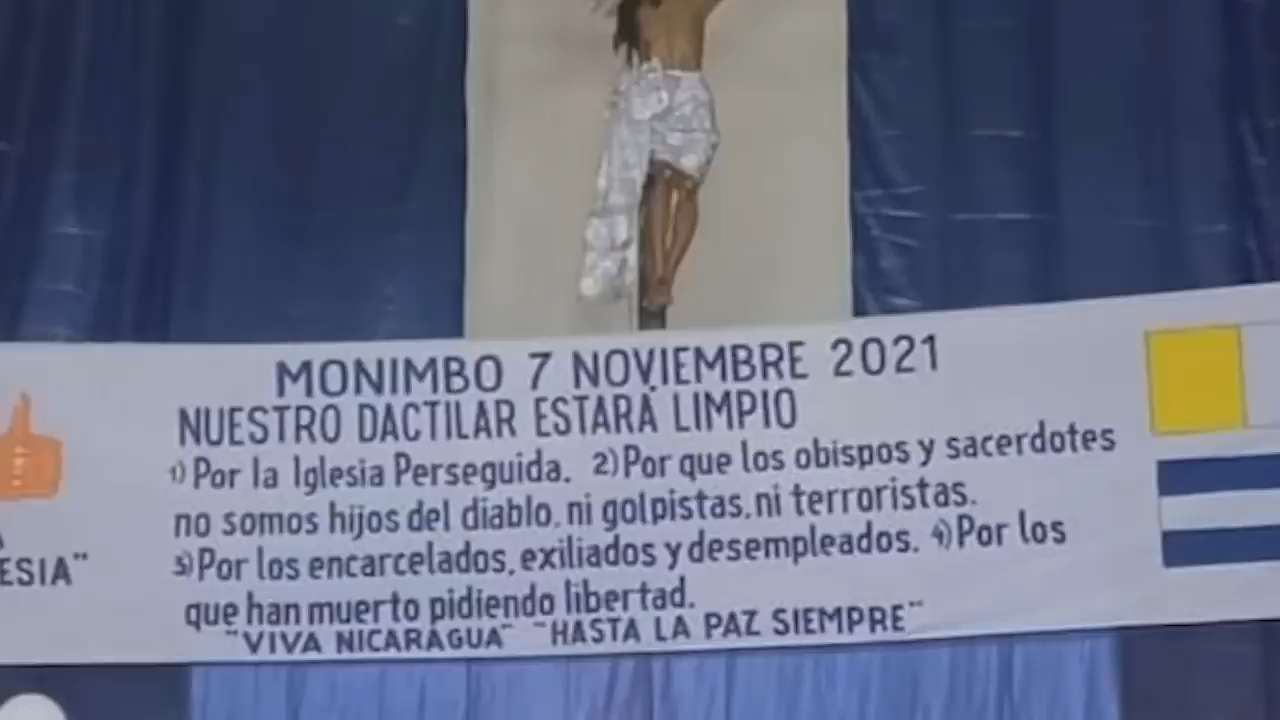 MONIMBO 7 NOVIEMBRE 2021
NUESTRO DACTILAR ESTARÁ LIMPIO
1) Por la Iglesia Perseguida. 2) Por que los obispos y sacerdotes
no somos hijos del diablo, ni golpistas, ni terroristas.
3) Por los encarcelados, exiliados y desempleados. 4) Por los
que han muerto pidiendo libertad.
"VIVA NICARAGUA" "HASTA LA PAZ SIEMPRE"
ESIA"